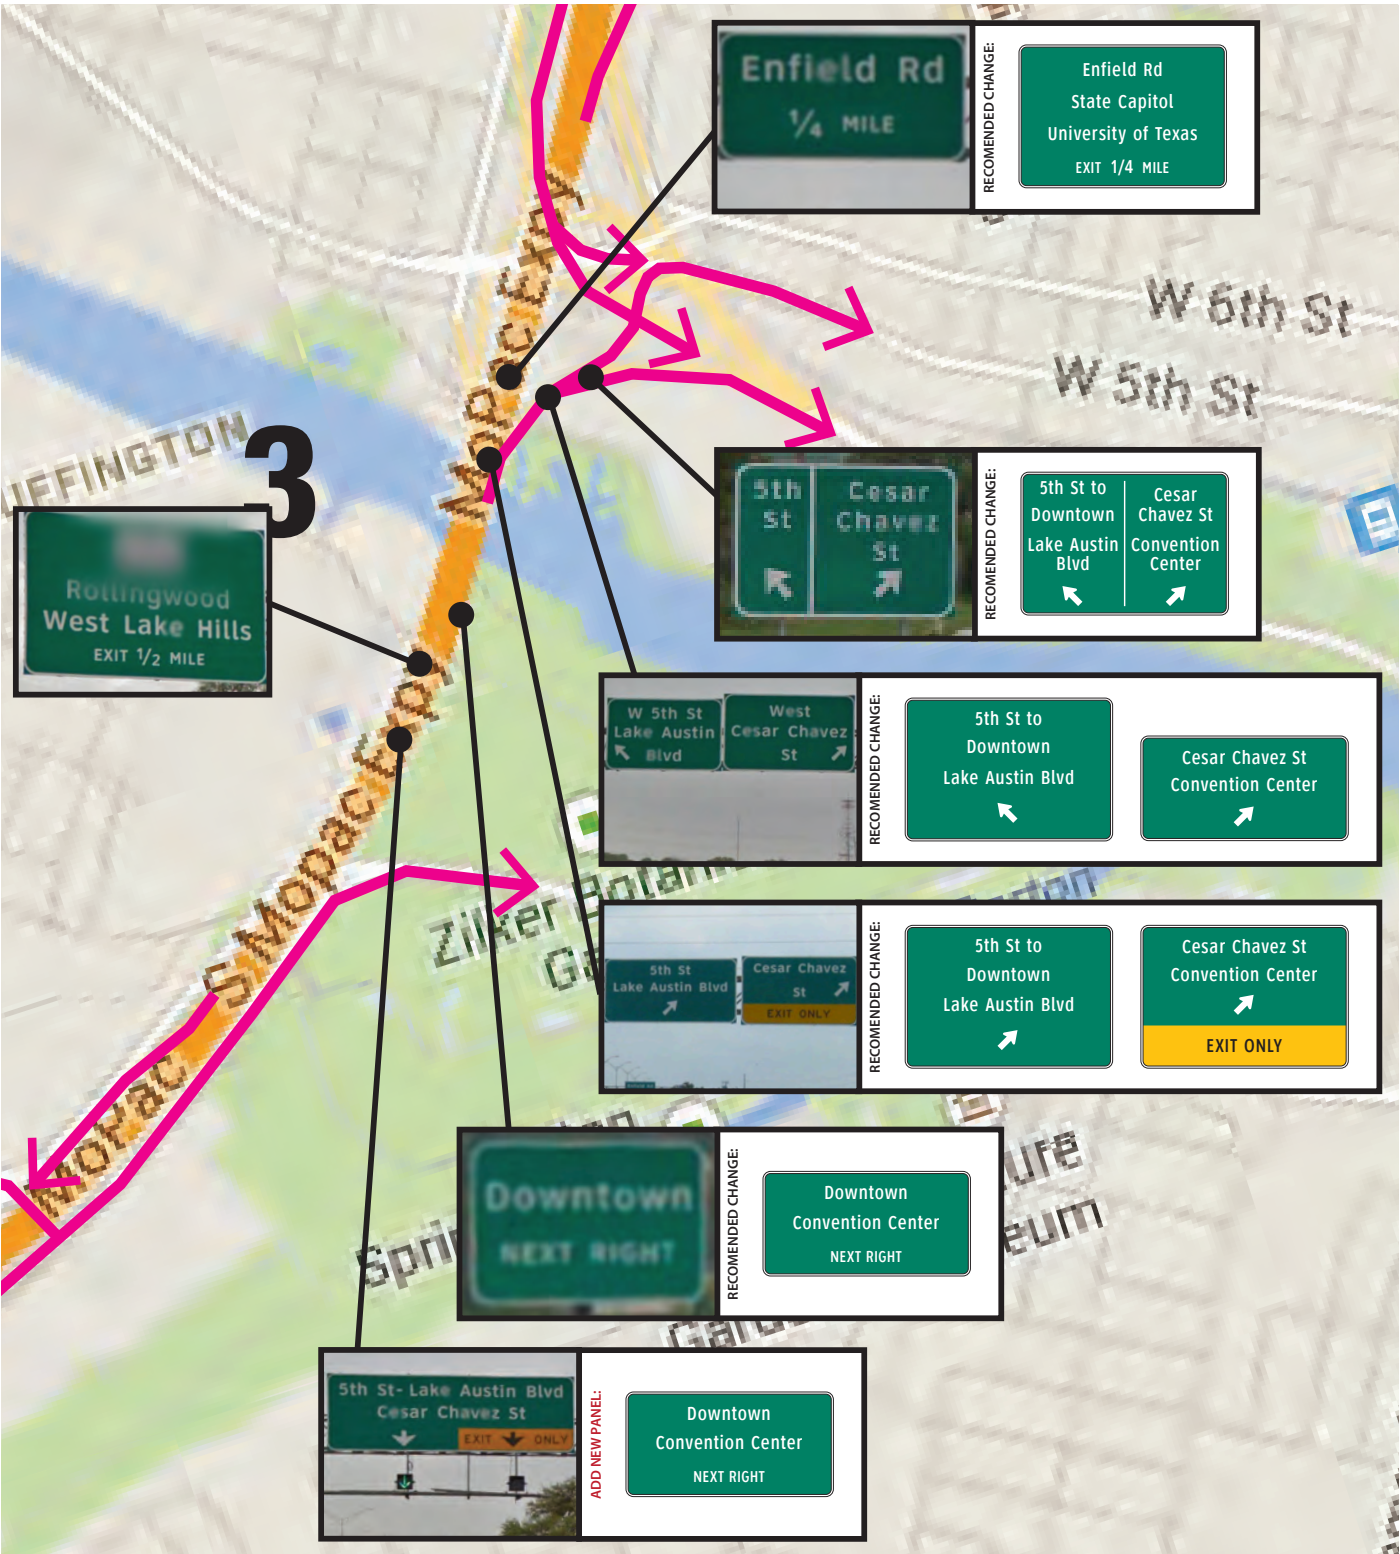 Enfield Rd
1/4 MILE
RECOMENDED CHANGE:
Enfield Rd
State Capitol
University of Texas
EXIT 1/4 MILE
W 6th St
W 5th St
UFFINGTON
3
Rollingwood
West Lake Hills
EXIT 1/2 MILE
5th St
Cesar Chavez St
RECOMENDED CHANGE:
5th St to
Downtown
Lake Austin
Blvd
Cesar
Chavez St
Convention
Center
W 5th St
Lake Austin
Blvd
West
Cesar Chavez
St
RECOMENDED CHANGE:
5th St to
Downtown
Lake Austin Blvd
Cesar Chavez St
Convention Center
Zilker Botan
5th St
Lake Austin Blvd
Cesar Chavez
St
EXIT ONLY
RECOMENDED CHANGE:
5th St to
Downtown
Lake Austin Blvd
Cesar Chavez St
Convention Center
EXIT ONLY
Downtown
NEXT RIGHT
RECOMENDED CHANGE:
Downtown
Convention Center
NEXT RIGHT
Spri
eum
5th St- Lake Austin Blvd
Cesar Chavez St
EXIT ONLY
ADD NEW PANEL:
Downtown
Convention Center
NEXT RIGHT